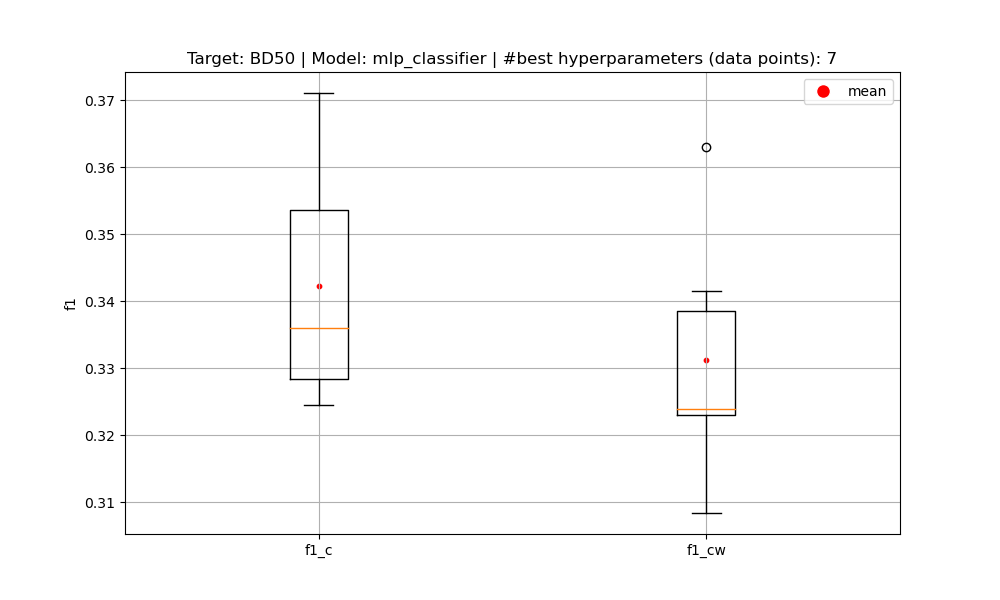 Target: BD50 | Model: mlp_classifier | #best hyperparameters (data points): 7
mean
0.37
0.36
0.35
0.34
0.33
0.32
0.31
f1
f1_c
f1_cw